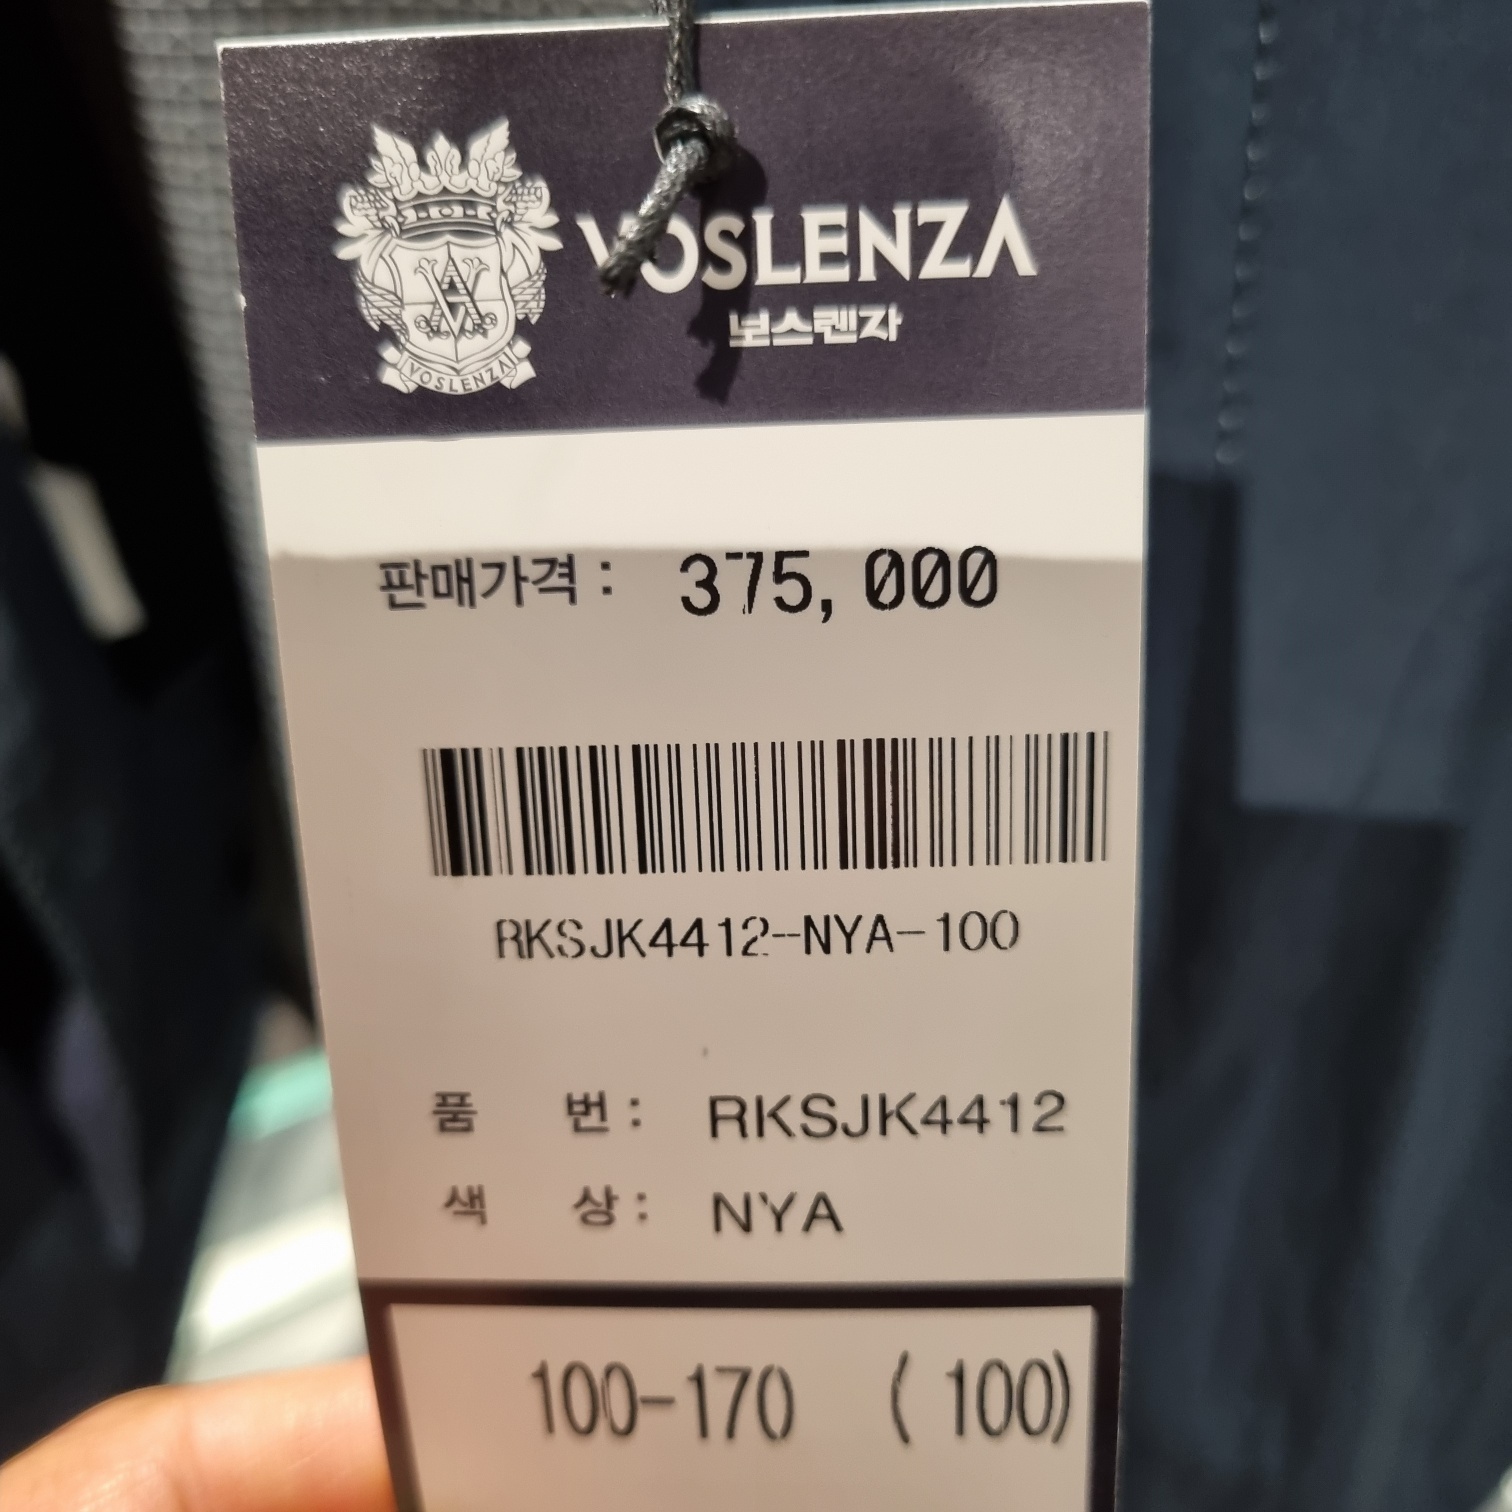 VOSLENZA
보스렌자
VOSLENZA
판매가격 : 375,000
RKSJK4412-NYA-100
품 번 : RKSJK4412
색 상 : NYA
100-170 ( 100)